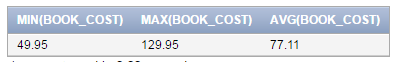 MIN(BOOK_COST) MAX(BOOK_COST) AVG(BOOK_COST)
49.95 129.95 77.11